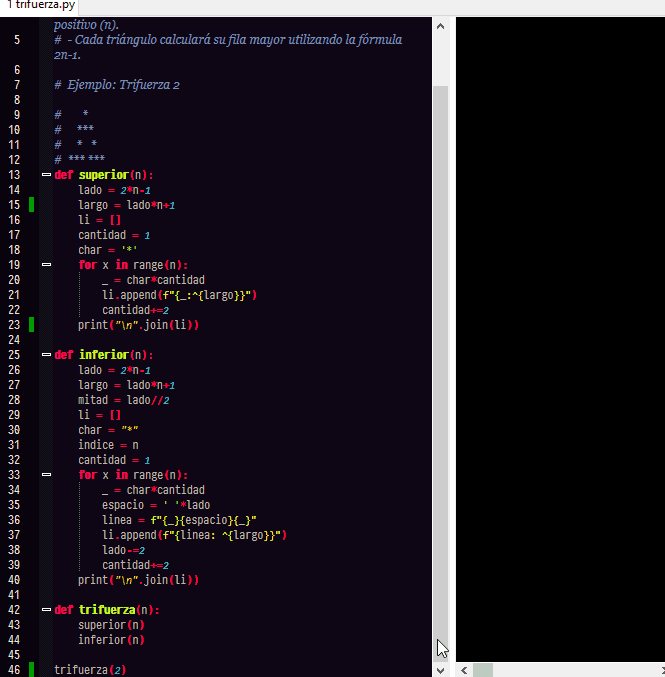 1 trifuerza.py
positivo (n).
5 # - Cada triángulo calculará su fila mayor utilizando la fórmula
2n-1.
6
7 # Ejemplo: Trifuerza 2
8
9 #       *
10 #      ***
11 #      *   *
12 #  *** ***
13 def superior(n):
14     lado = 2*n-1
15     largo = lado*n+1
16     li = []
17     cantidad = 1
18     char = '*'
19     for x in range(n):
20         _ = char*cantidad
21         li.append(f"{_:^{largo}}")
22         cantidad+=2
23     print("\n".join(li))
24
25 def inferior(n):
26     lado = 2*n-1
27     largo = lado*n+1
28     mitad = lado//2
29     li = []
30     char = "*"
31     indice = n
32     cantidad = 1
33     for x in range(n):
34         _ = char*cantidad
35         espacio = ' '*lado
36         linea = f"{_}{espacio}{_}"
37         li.append(f"{linea: ^{largo}}")
38         lado-=2
39         cantidad+=2
40     print("\n".join(li))
41
42 def trifuerza(n):
43     superior(n)
44     inferior(n)
45
46 trifuerza(2)